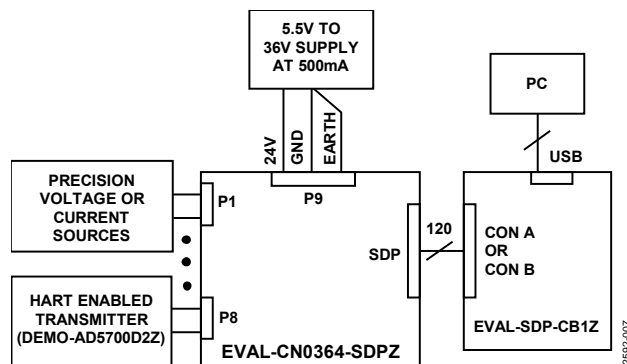 5.5V TO
36V SUPPLY
AT 500mA
PC
24V
GND
EARTH
USB
PRECISION
VOLTAGE OR
CURRENT
SOURCES
P1
P9
120
SDP
CON A
OR
CON B
HART ENABLED
TRANSMITTER
(DEMO-AD5700D2Z)
P8
EVAL-CN0364-SDPZ
EVAL-SDP-CB1Z